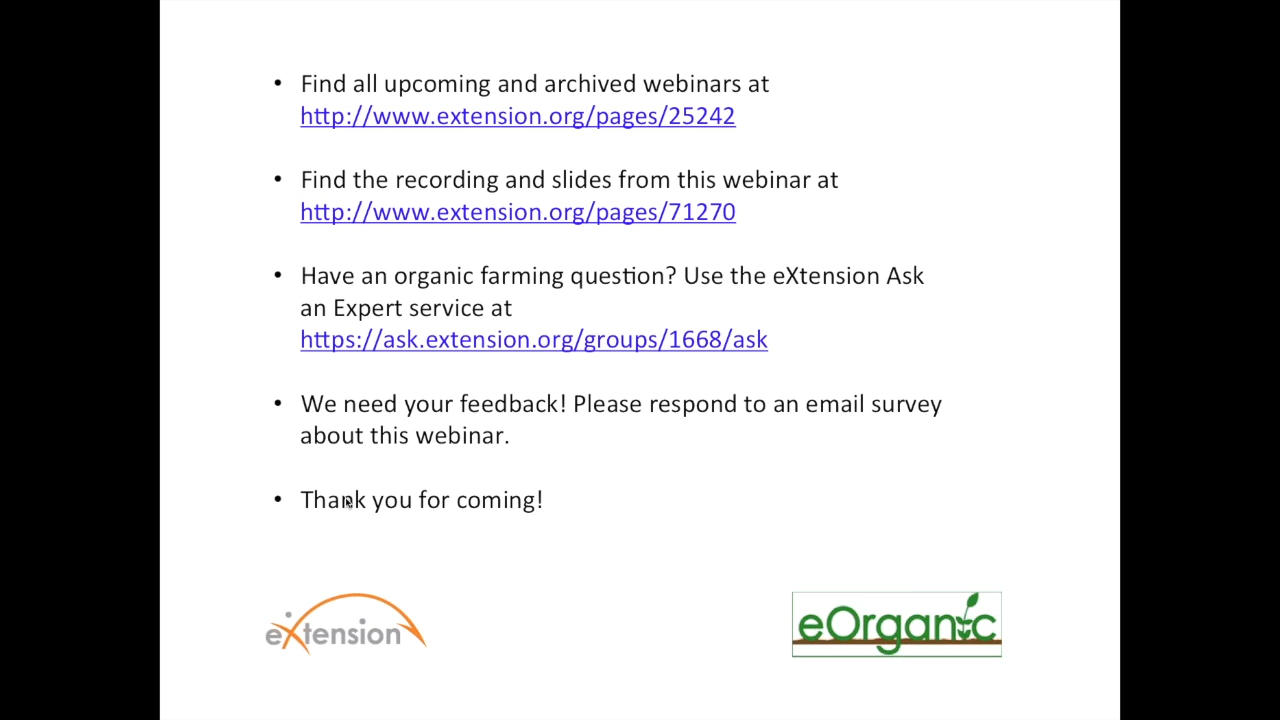 • Find all upcoming and archived webinars at
http://www.extension.org/pages/25242
• Find the recording and slides from this webinar at
http://www.extension.org/pages/71270
• Have an organic farming question? Use the eXtension Ask
an Expert service at
https://ask.extension.org/groups/1668/ask
• We need your feedback! Please respond to an email survey
about this webinar.
• Thank you for coming!
eXtension
eOrganic